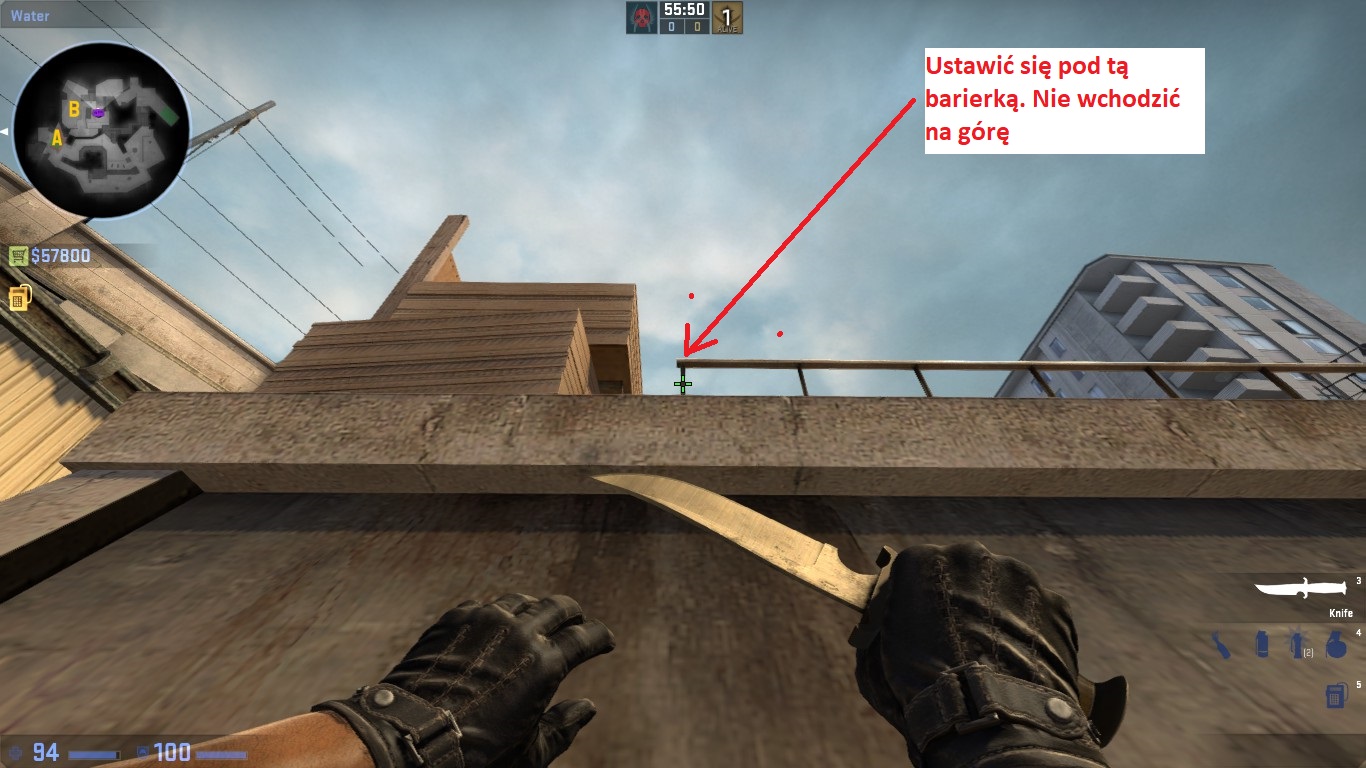 Water
55:50
0 0
1
ALIVE
Ustawić się pod tą
barierką. Nie wchodzić
na górę
B
A
$57800
3
Knife
4
(2)
5
94
100